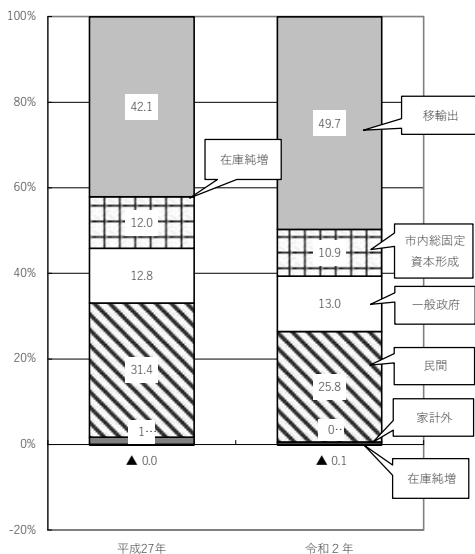 100%
80%
60%
40%
20%
0%
-20%
42.1
12.0
12.8
31.4
1…
▲ 0.0
平成27年
49.7
10.9
13.0
25.8
0…
▲ 0.1
令和２年
在庫純増
移輸出
市内総固定
資本形成
一般政府
民間
家計外
在庫純増